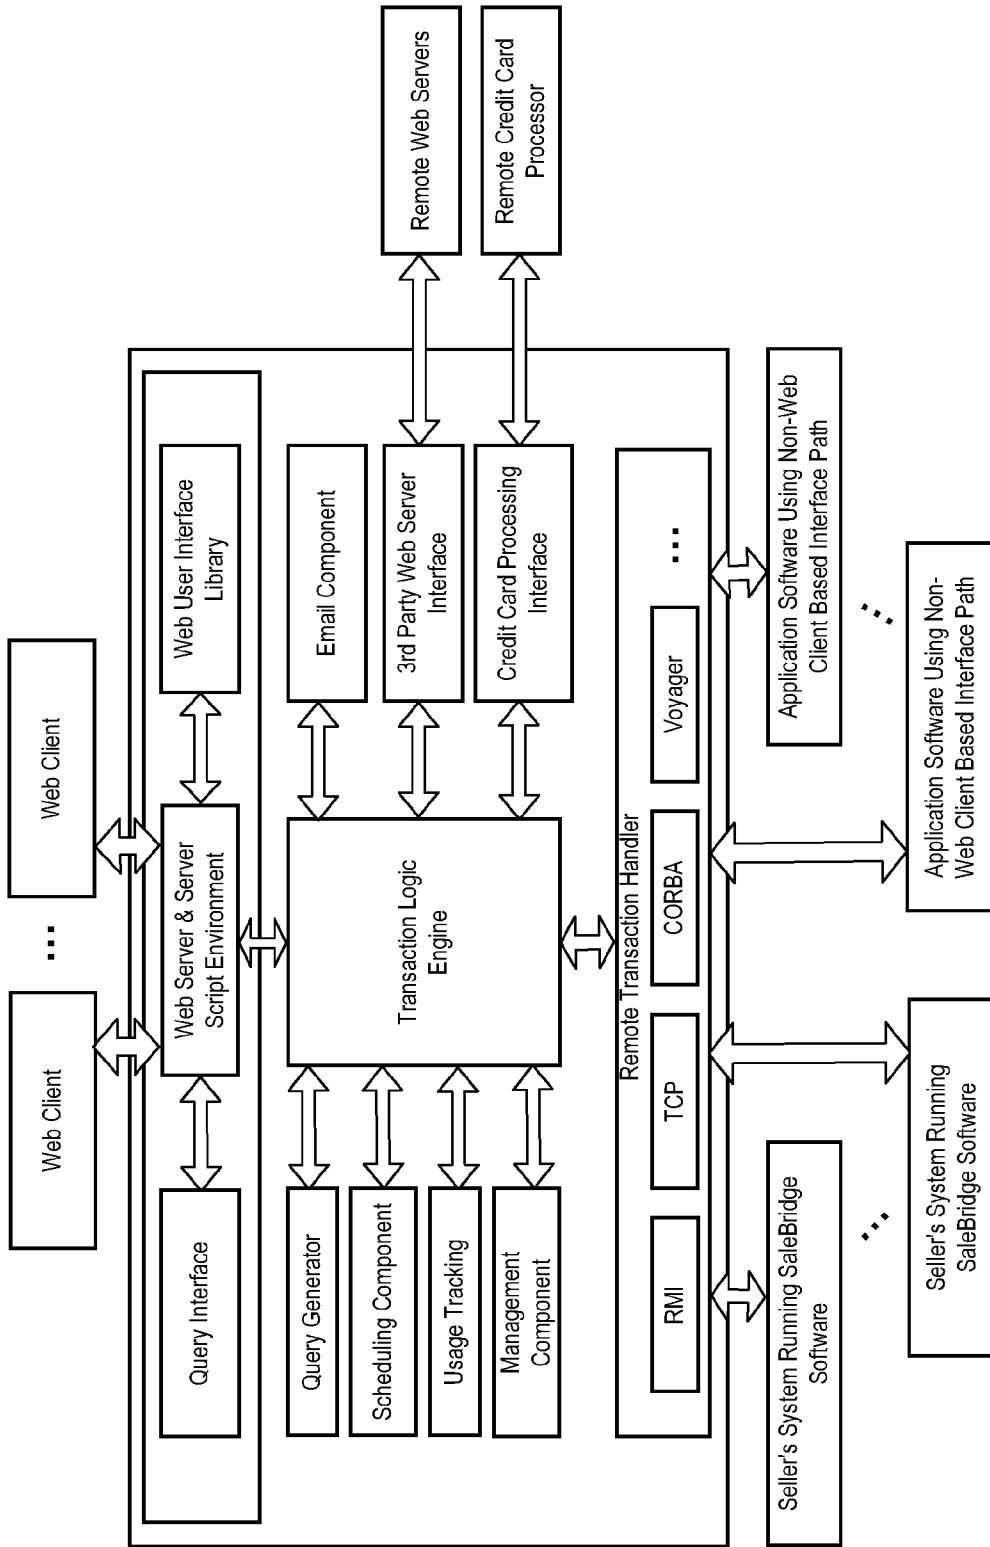 Web Client
...
Web Client
Query Interface
Web Server & Server
Script Environment
Web User Interface
Library
Query Generator
Scheduling Component
Usage Tracking
Management
Component
Transaction Logic
Engine
Email Component
3rd Party Web Server
Interface
Credit Card Processing
Interface
Remote Web Servers
Remote Credit Card
Processor
Remote Transaction Handler
RMI
TCP
CORBA
Voyager
...
Seller's System Running SaleBridge
Software
...
Seller's System Running
SaleBridge Software
Application Software Using Non-Web
Client Based Interface Path
...
Application Software Using Non-
Web Client Based Interface Path